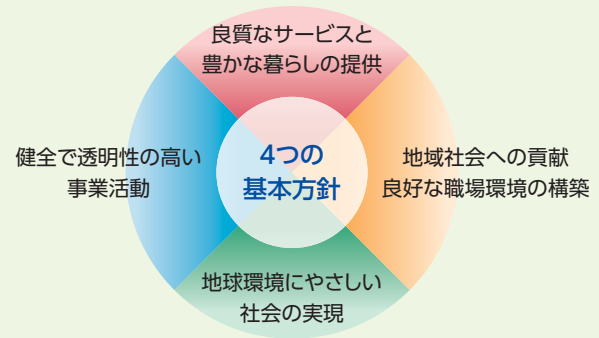 良質なサービスと
豊かな暮らしの提供
健全で透明性の高い
事業活動
4つの
基本方針
地域社会への貢献
良好な職場環境の構築
地球環境にやさしい
社会の実現